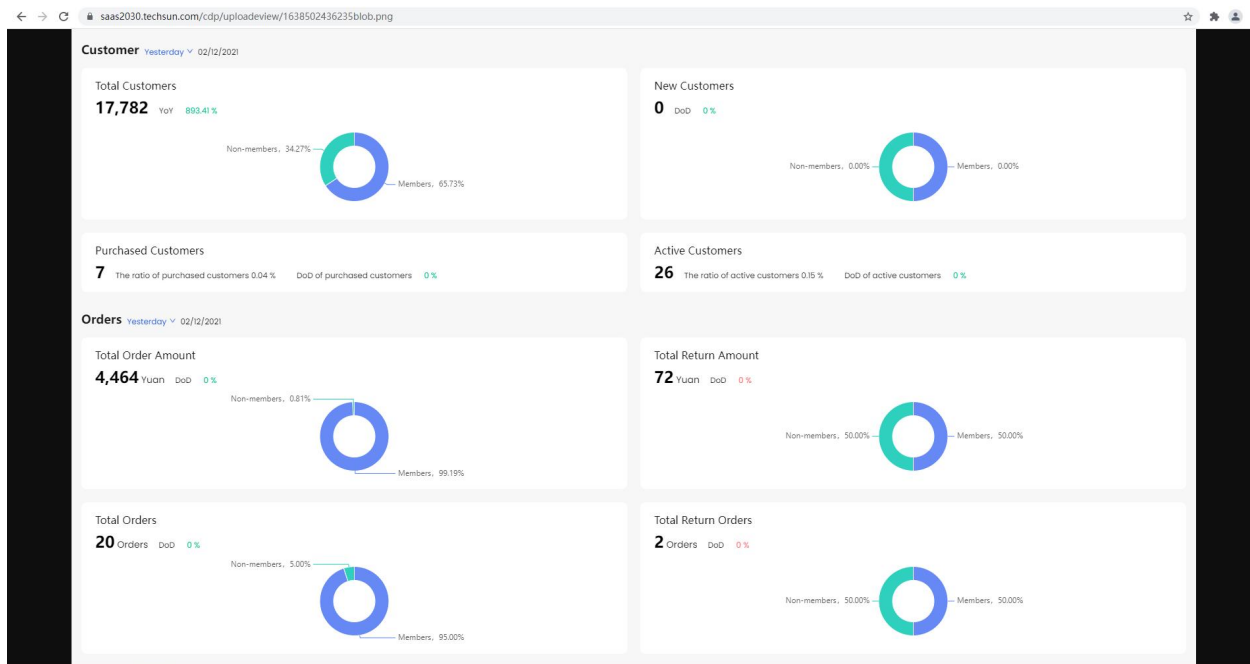 saas2030.techsun.com/cdp/uploadeview/1638502436235blob.png
Customer Yesterday 02/12/2021
Total Customers
17,782 YoY 893.41 %
Non-members, 34.27%
Members, 65.73%
New Customers
0 DoD 0 %
Non-members, 0.00%
Members, 0.00%
Purchased Customers
7 The ratio of purchased customers 0.04 % DoD of purchased customers 0 %
Active Customers
26 The ratio of active customers 0.15 % DoD of active customers 0 %
Orders Yesterday 02/12/2021
Total Order Amount
4,464 Yuan DoD 0 %
Non-members, 0.81%
Members, 99.19%
Total Return Amount
72 Yuan DoD 0 %
Non-members, 50.00%
Members, 50.00%
Total Orders
20 Orders DoD 0 %
Non-members, 5.00%
Members, 95.00%
Total Return Orders
2 Orders DoD 0 %
Non-members, 50.00%
Members, 50.00%